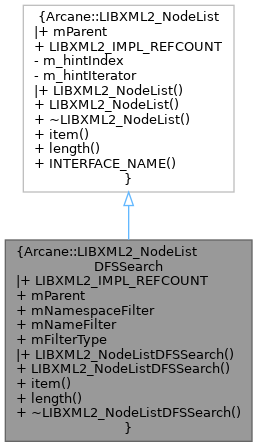 {Arcane::LIBXML2_NodeList
|+ mParent
+ LIBXML2_IMPL_REFCOUNT
- m_hintIndex
- m_hintIterator
|+ LIBXML2_NodeList()
+ LIBXML2_NodeList()
+ ~LIBXML2_NodeList()
+ item()
+ length()
+ INTERFACE_NAME()
}
{Arcane::LIBXML2_NodeList
DFSSearch
|+ LIBXML2_IMPL_REFCOUNT
+ mParent
+ mNamespaceFilter
+ mNameFilter
+ mFilterType
|+ LIBXML2_NodeListDFSSearch()
+ LIBXML2_NodeListDFSSearch()
+ item()
+ length()
+ ~LIBXML2_NodeListDFSSearch()
}